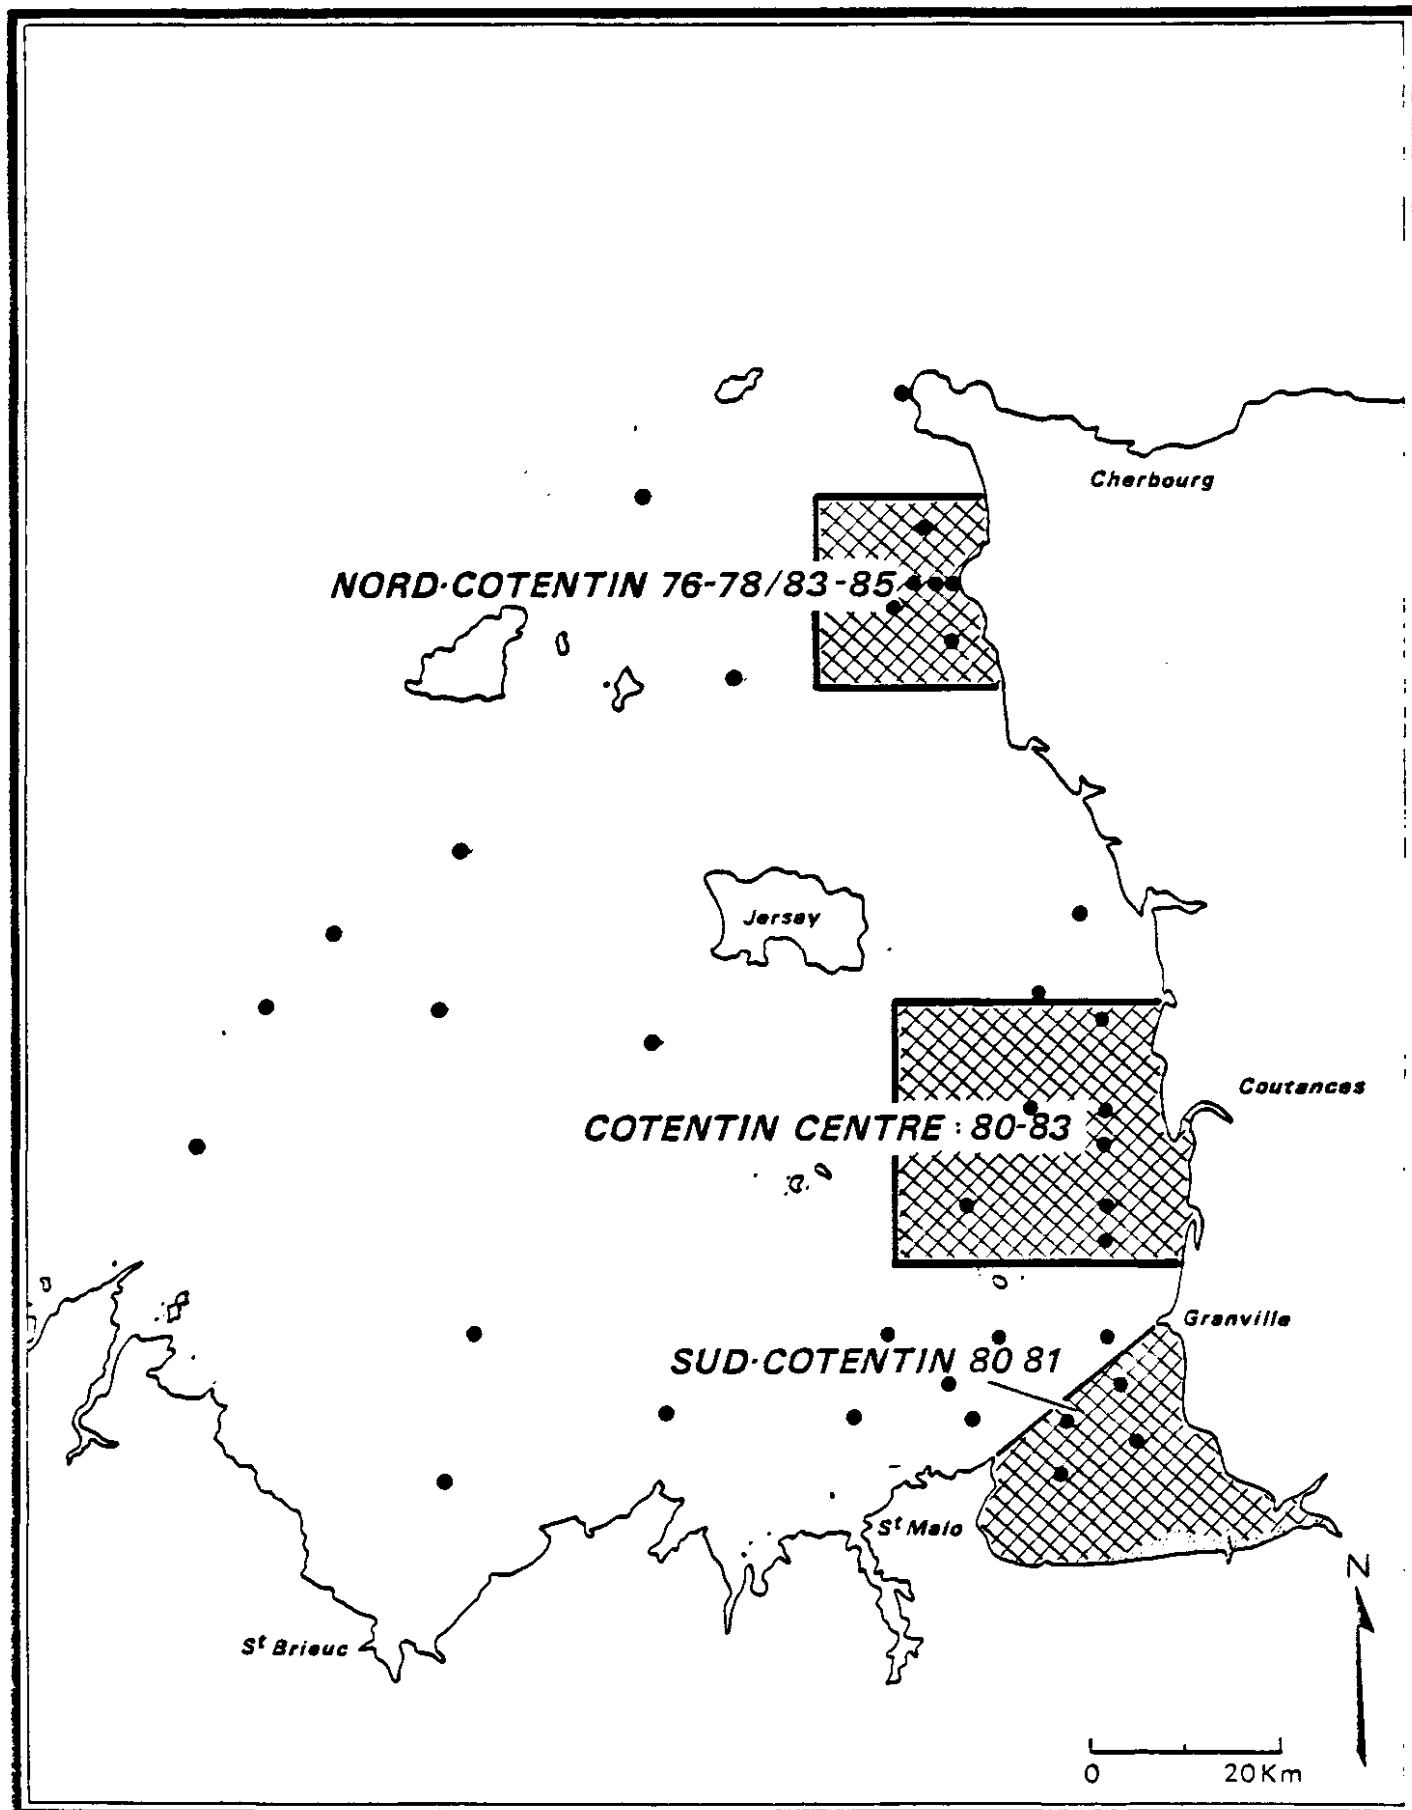 Cherbourg
NORD·COTENTIN 76-78/83-85
Jersey
Coutances
COTENTIN CENTRE : 80-83
Granville
SUD·COTENTIN 80 81
St Malo
N
St Brieuc
0 20Km